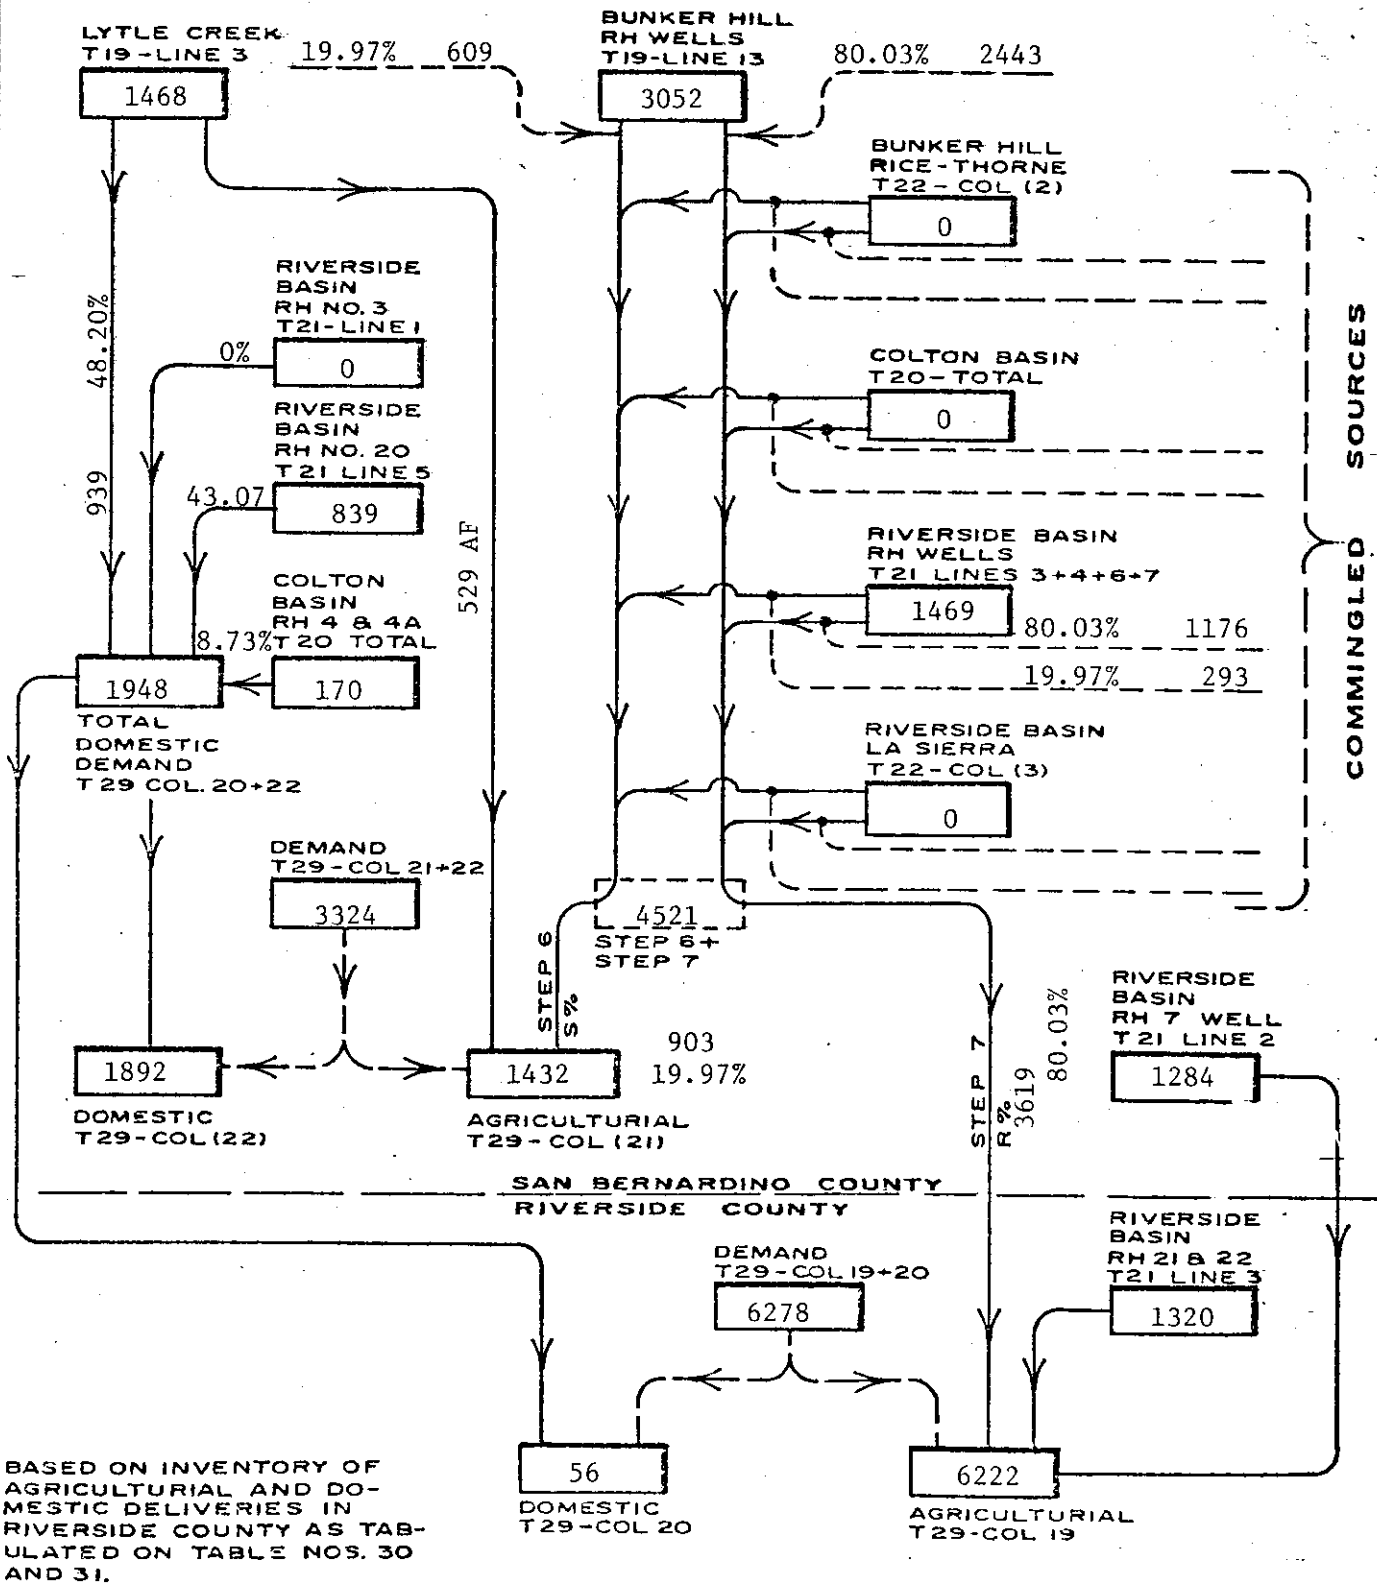 LYTLE CREEK
T19-LINE 3
1468
19.97% 609
BUNKER HILL
RH WELLS
T19-LINE 13
3052
80.03% 2443
BUNKER HILL
RICE-THORNE
T22-COL (2)
0
RIVERSIDE
BASIN
RH NO. 3
T21-LINE 1
0
0%
48.20%
939
COLTON BASIN
T20-TOTAL
0
RIVERSIDE
BASIN
RH NO. 20
T21 LINE 5
839
43.07
529 AF
RIVERSIDE BASIN
RH WELLS
T21 LINES 3+4+6+7
1469
80.03% 1176
19.97% 293
COMMINGLED SOURCES
COLTON
BASIN
RH 4 & 4A
T20 TOTAL
170
8.73%
1948
TOTAL
DOMESTIC
DEMAND
T29 COL. 20+22
RIVERSIDE BASIN
LA SIERRA
T22-COL (3)
0
DEMAND
T29-COL 21+22
3324
4521
STEP 6+
STEP 7
STEP 6
S%
1892
DOMESTIC
T29-COL (22)
1432
AGRICULTURIAL
T29-COL (21)
903
19.97%
STEP 7
R%
3619
80.03%
RIVERSIDE
BASIN
RH 7 WELL
T21 LINE 2
1284
SAN BERNARDINO COUNTY
RIVERSIDE COUNTY
DEMAND
T29-COL 19+20
6278
RIVERSIDE
BASIN
RH 21 & 22
T21 LINE 3
1320
56
DOMESTIC
T29-COL 20
6222
AGRICULTURIAL
T29-COL 19
BASED ON INVENTORY OF
AGRICULTURIAL AND DO-
MESTIC DELIVERIES IN
RIVERSIDE COUNTY AS TAB-
ULATED ON TABLE NOS. 30
AND 31.